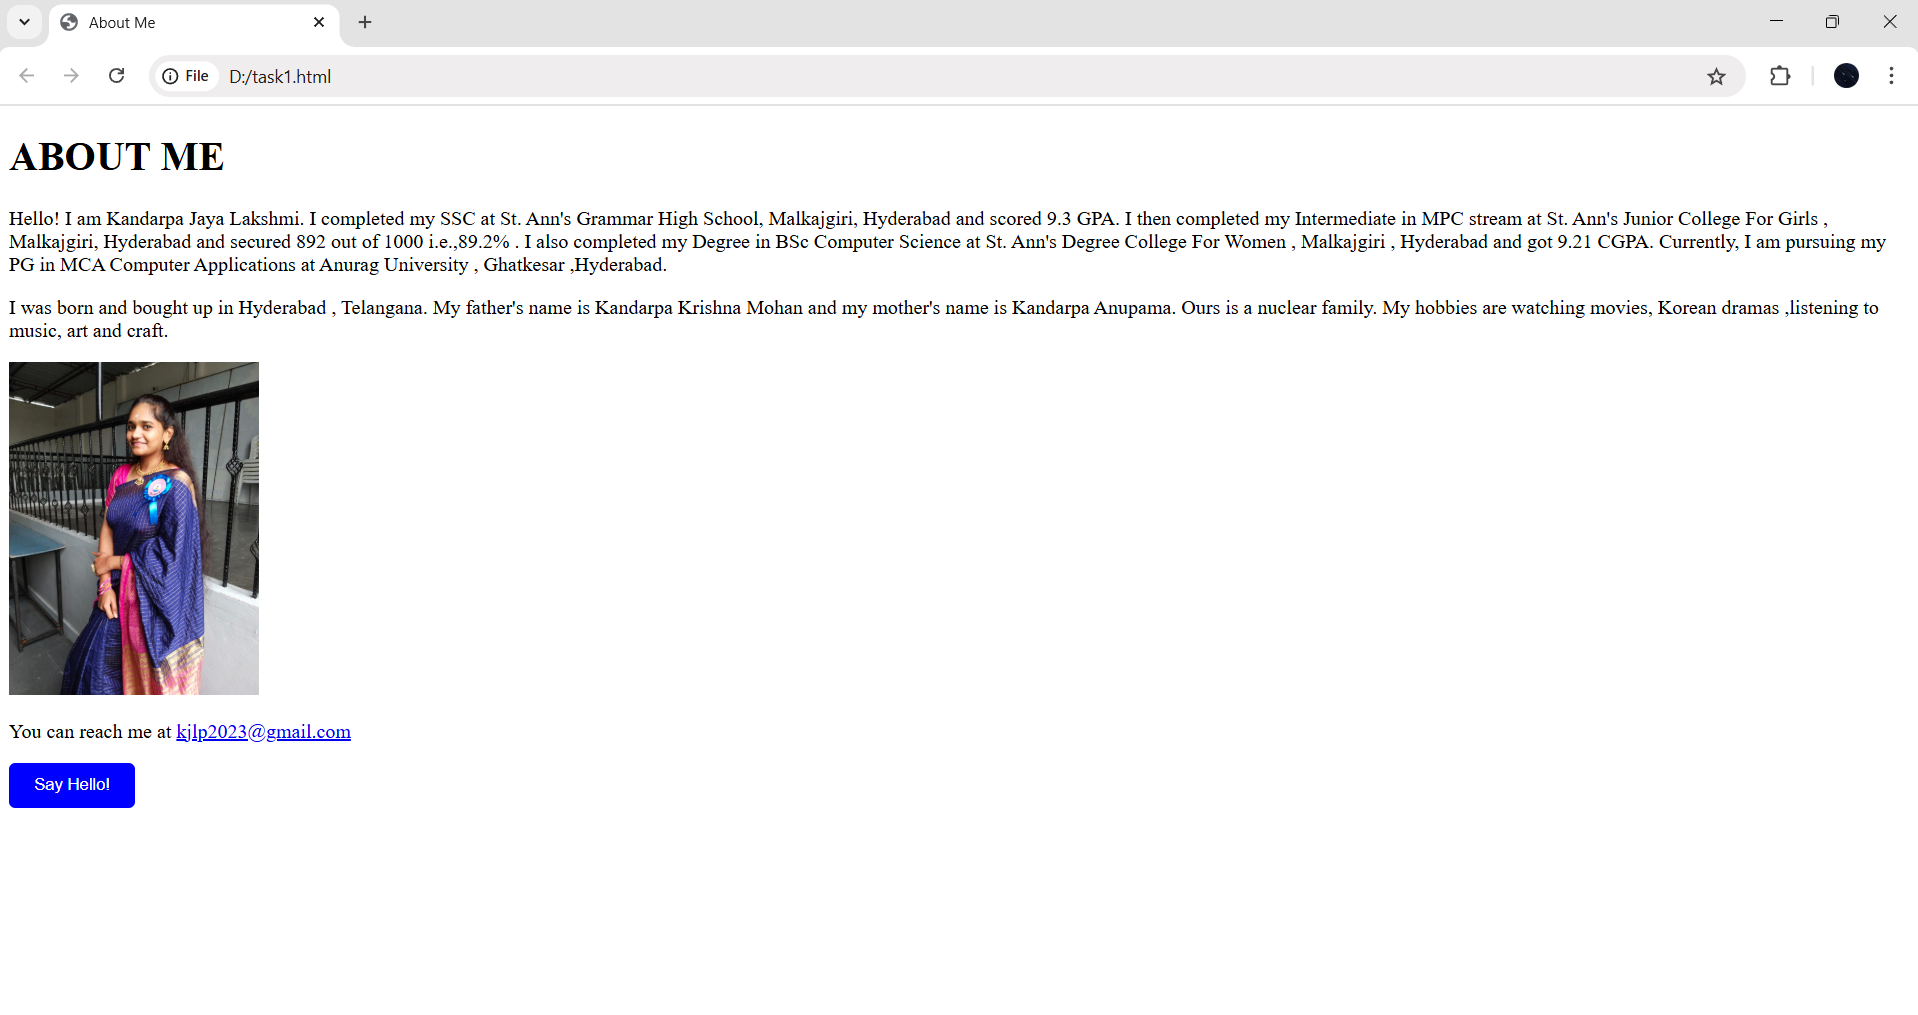 About Me
File D:/task1.html
ABOUT ME
Hello! I am Kandarpa Jaya Lakshmi. I completed my SSC at St. Ann's Grammar High School, Malkajgiri, Hyderabad and scored 9.3 GPA. I then completed my Intermediate in MPC stream at St. Ann's Junior College For Girls ,
Malkajgiri, Hyderabad and secured 892 out of 1000 i.e.,89.2% . I also completed my Degree in BSc Computer Science at St. Ann's Degree College For Women , Malkajgiri , Hyderabad and got 9.21 CGPA. Currently, I am pursuing my
PG in MCA Computer Applications at Anurag University , Ghatkesar ,Hyderabad.
I was born and bought up in Hyderabad , Telangana. My father's name is Kandarpa Krishna Mohan and my mother's name is Kandarpa Anupama. Ours is a nuclear family. My hobbies are watching movies, Korean dramas ,listening to
music, art and craft.
You can reach me at kjlp2023@gmail.com
Say Hello!